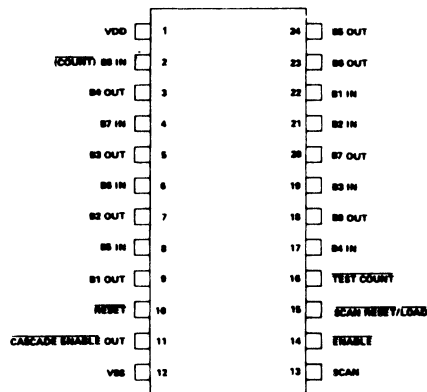 VDD 1 24 B5 OUT
(COUNT) B8 IN 2 23 B6 OUT
B4 OUT 3 22 B1 IN
B7 IN 4 21 B2 IN
B3 OUT 5 20 B7 OUT
B6 IN 6 19 B3 IN
B2 OUT 7 18 B8 OUT
B5 IN 8 17 B4 IN
B1 OUT 9 16 TEST COUNT
RESET 10 15 SCAN RESET/LOAD
CASCADE ENABLE OUT 11 14 ENABLE
VSS 12 13 SCAN